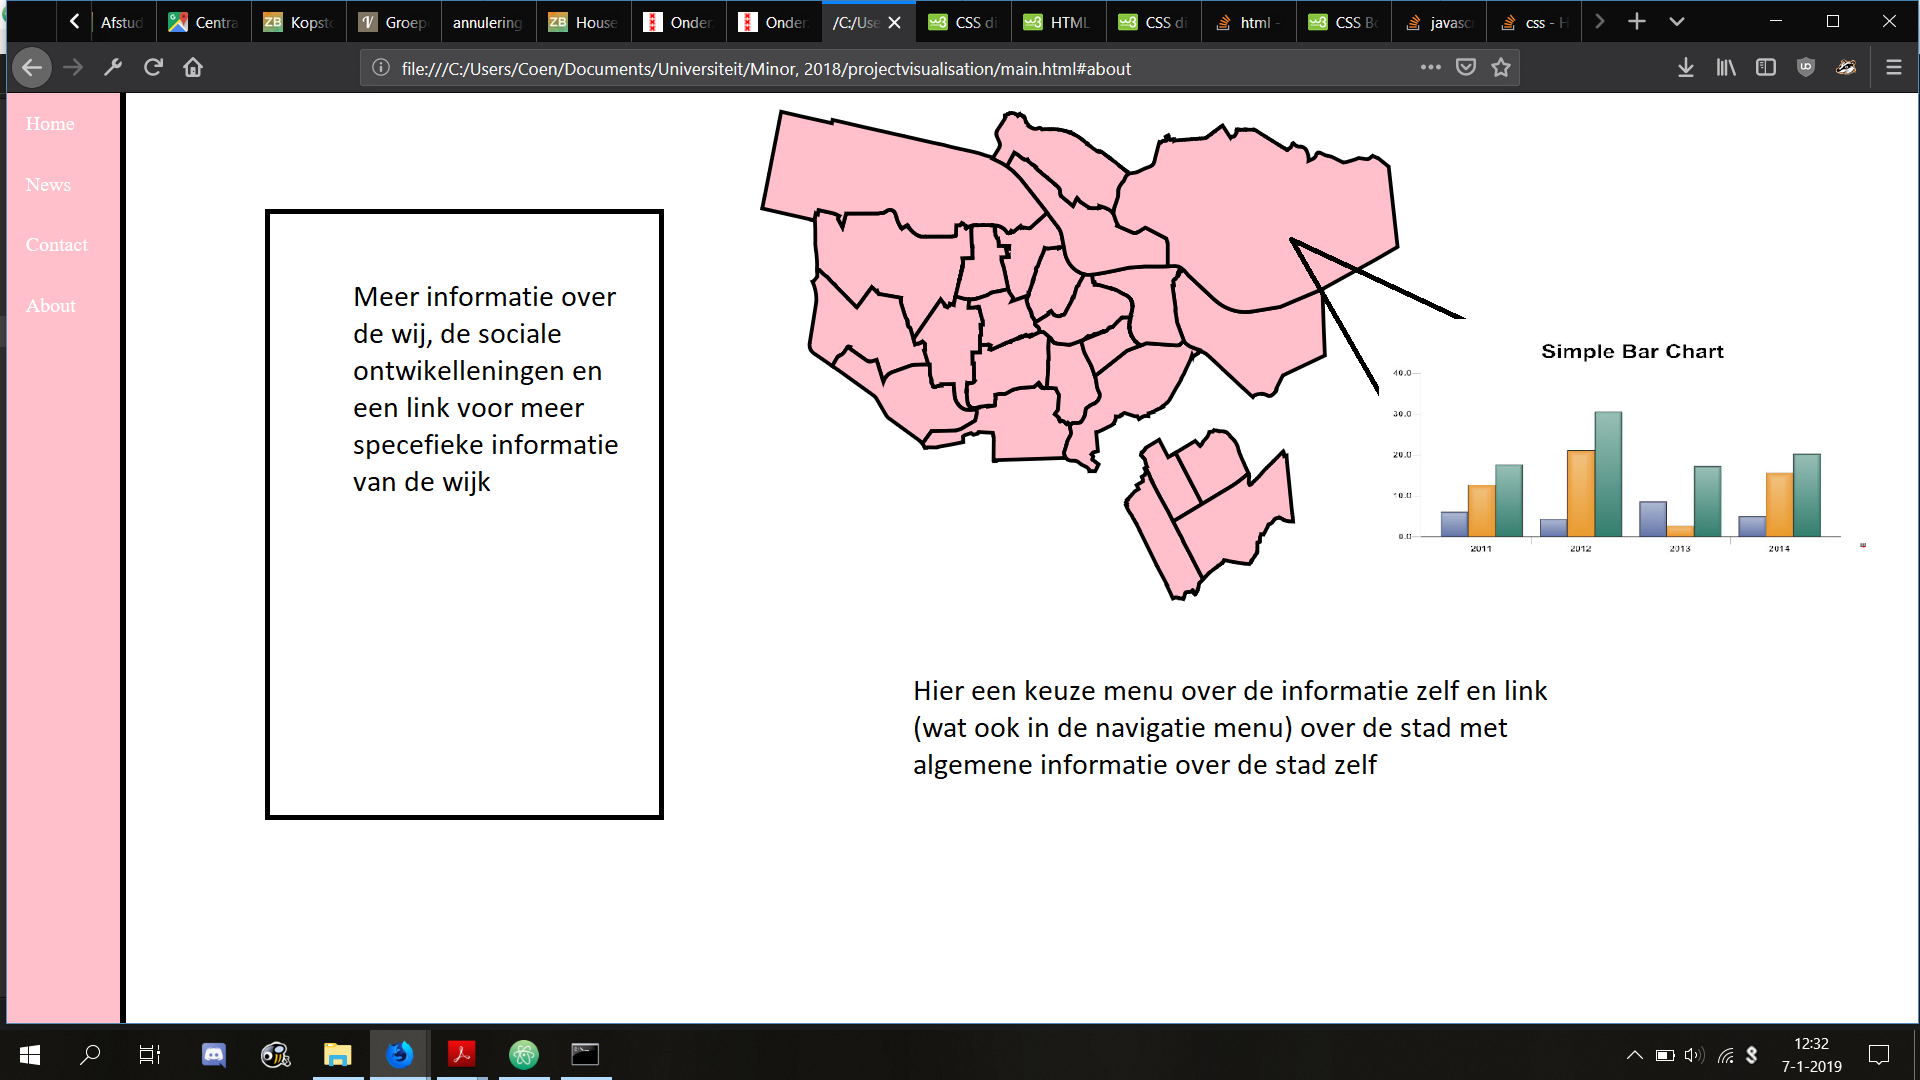 Afstud
Centra
Kopsto
Groepe
annulering
House
Onder
Onder
/C:/Use
CSS di
HTML
CSS di
html -
CSS Bo
javascr
css - H
file:///C:/Users/Coen/Documents/Universiteit/Minor, 2018/projectvisualisation/main.html#about
Home
News
Contact
About
Meer informatie over
de wij, de sociale
ontwikelleningen en
een link voor meer
specefieke informatie
van de wijk
Simple Bar Chart
40.0
30.0
20.0
10.0
0.0
2011
2012
2013
2014
Hier een keuze menu over de informatie zelf en link
(wat ook in de navigatie menu) over de stad met
algemene informatie over de stad zelf
12:32
7-1-2019